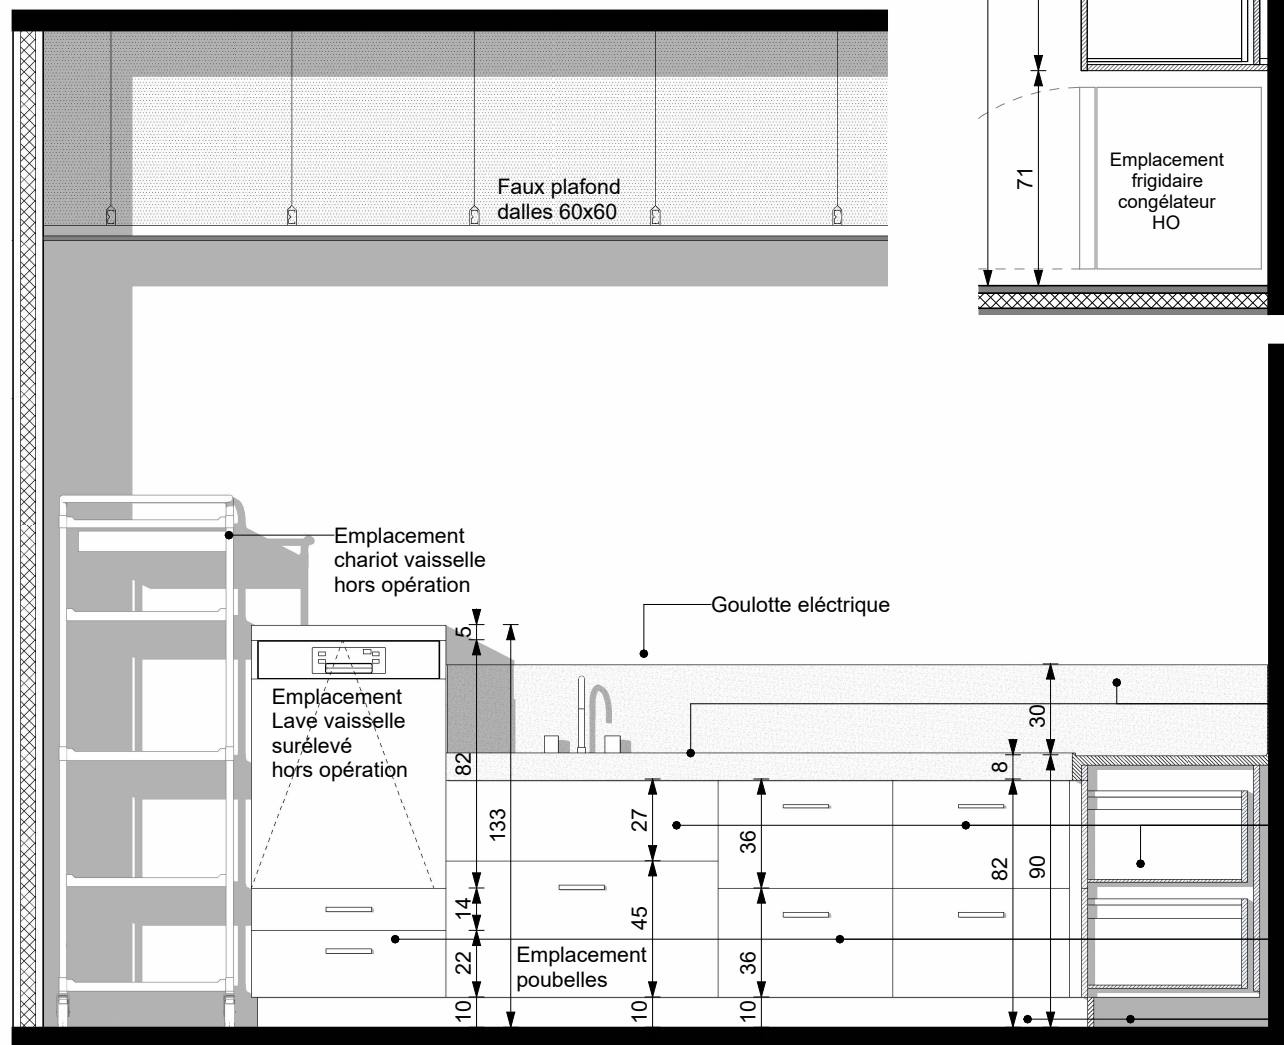 Faux plafond
dalles 60x60
71
Emplacement
frigidaire
congélateur
HO
Emplacement
chariot vaisselle
hors opération
Goulotte eléctrique
Emplacement
Lave vaisselle
surélevé
hors opération
5
82
14
22
10
133
27
45
10
36
36
10
8
82
30
90
Emplacement
poubelles